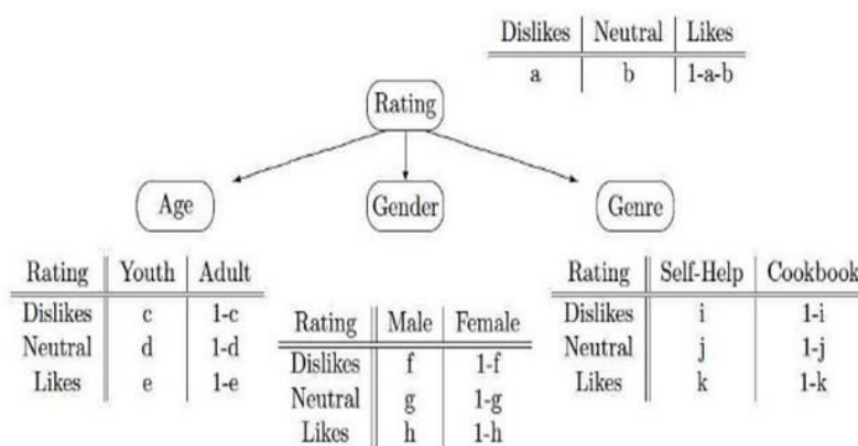 Dislikes Neutral Likes
a b 1-a-b
Rating
Age Gender Genre
Rating Youth Adult
Dislikes c 1-c
Neutral d 1-d
Likes e 1-e
Rating Male Female
Dislikes f 1-f
Neutral g 1-g
Likes h 1-h
Rating Self-Help Cookbook
Dislikes i 1-i
Neutral j 1-j
Likes k 1-k